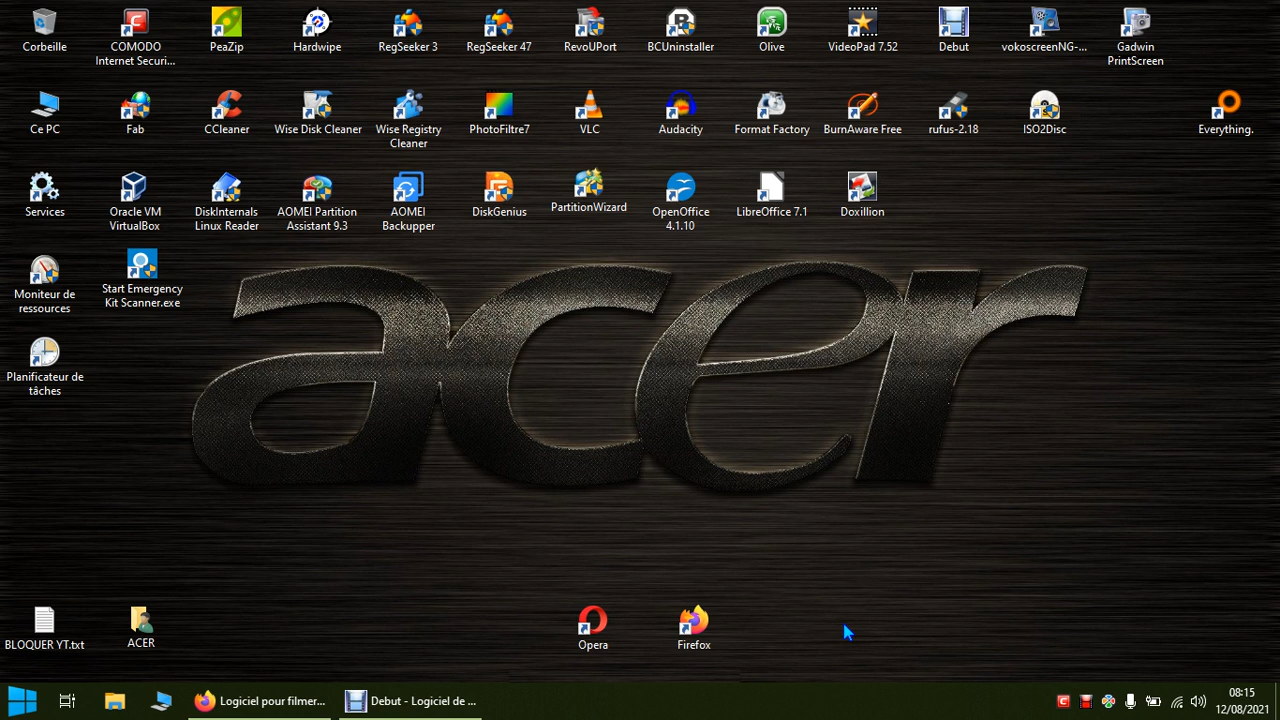 Corbeille
COMODO
Internet Securi...
PeaZip
Hardwipe
RegSeeker 3
RegSeeker 47
RevoUPort
BCUninstaller
Olive
VideoPad 7.52
Debut
vokoscreenNG-...
Gadwin
PrintScreen
Ce PC
Fab
CCleaner
Wise Disk Cleaner
Wise Registry
Cleaner
PhotoFiltre7
VLC
Audacity
Format Factory
BurnAware Free
rufus-2.18
ISO2Disc
Everything.
Services
Oracle VM
VirtualBox
DiskInternals
Linux Reader
AOMEI Partition
Assistant 9.3
AOMEI
Backupper
DiskGenius
PartitionWizard
OpenOffice
4.1.10
LibreOffice 7.1
Doxillion
Moniteur de
ressources
Start Emergency
Kit Scanner.exe
Planificateur de
tâches
acer
BLOQUER YT.txt
ACER
Opera
Firefox
Logiciel pour filmer...
Debut - Logiciel de ...
08:15
12/08/2021